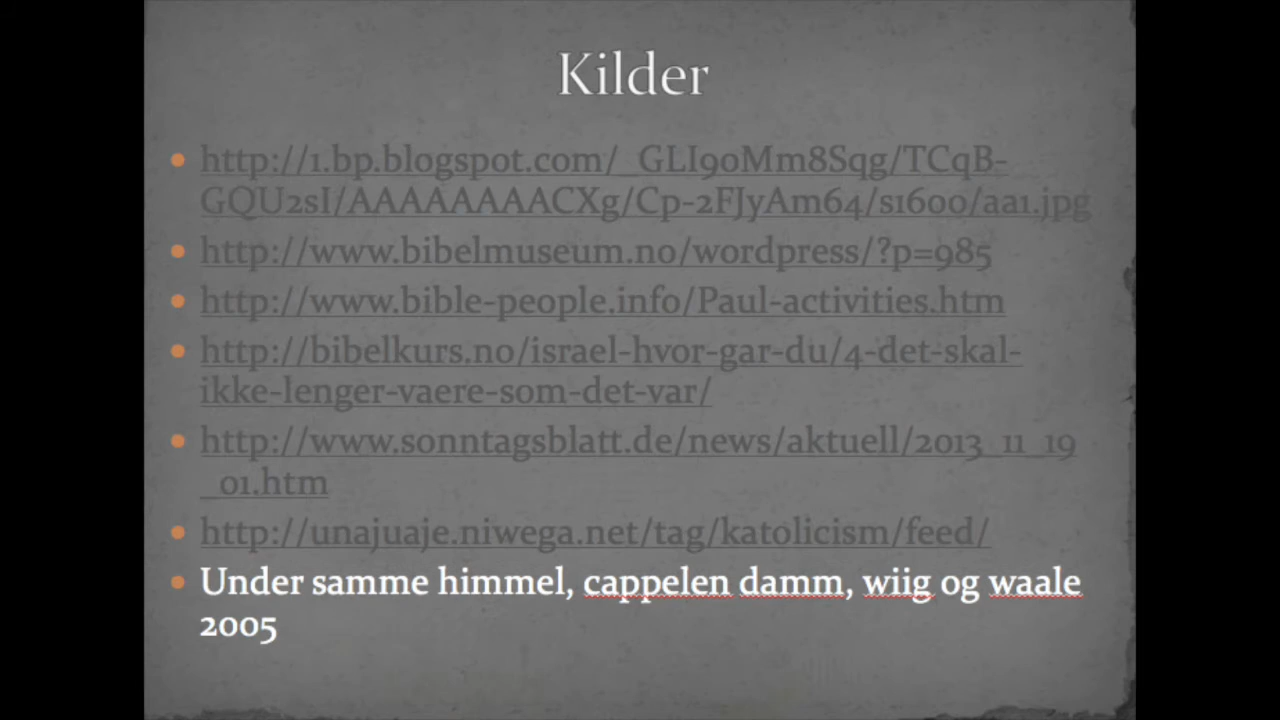 Kilder
http://1.bp.blogspot.com/_GLI9oMm8Sqg/TCqB-
GQU2sI/AAAAAAAACXg/Cp-2FJyAm64/s1600/aa1.jpg
http://www.bibelmuseum.no/wordpress/?p=985
http://www.bible-people.info/Paul-activities.htm
http://bibelkurs.no/israel-hvor-gar-du/4-det-skal-
ikke-lenger-vaere-som-det-var/
http://www.sonntagsblatt.de/news/aktuell/2013_11_19
_01.htm
http://unajuaje.niwega.net/tag/katolicism/feed/
Under samme himmel, cappelen damm, wiig og waale
2005